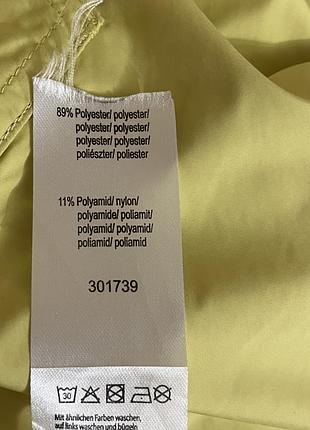 89% Polyester/ polyester/
polyester/ polyester/
polyester/ polyester/
poliészter/ poliester
11% Polyamid/ nylon/
polyamide/ poliamit/
polyamid/ polyamid/
poliamid/ poliamid
301739
30
Mit ähnlichen Farben waschen,
auf links waschen und bügeln